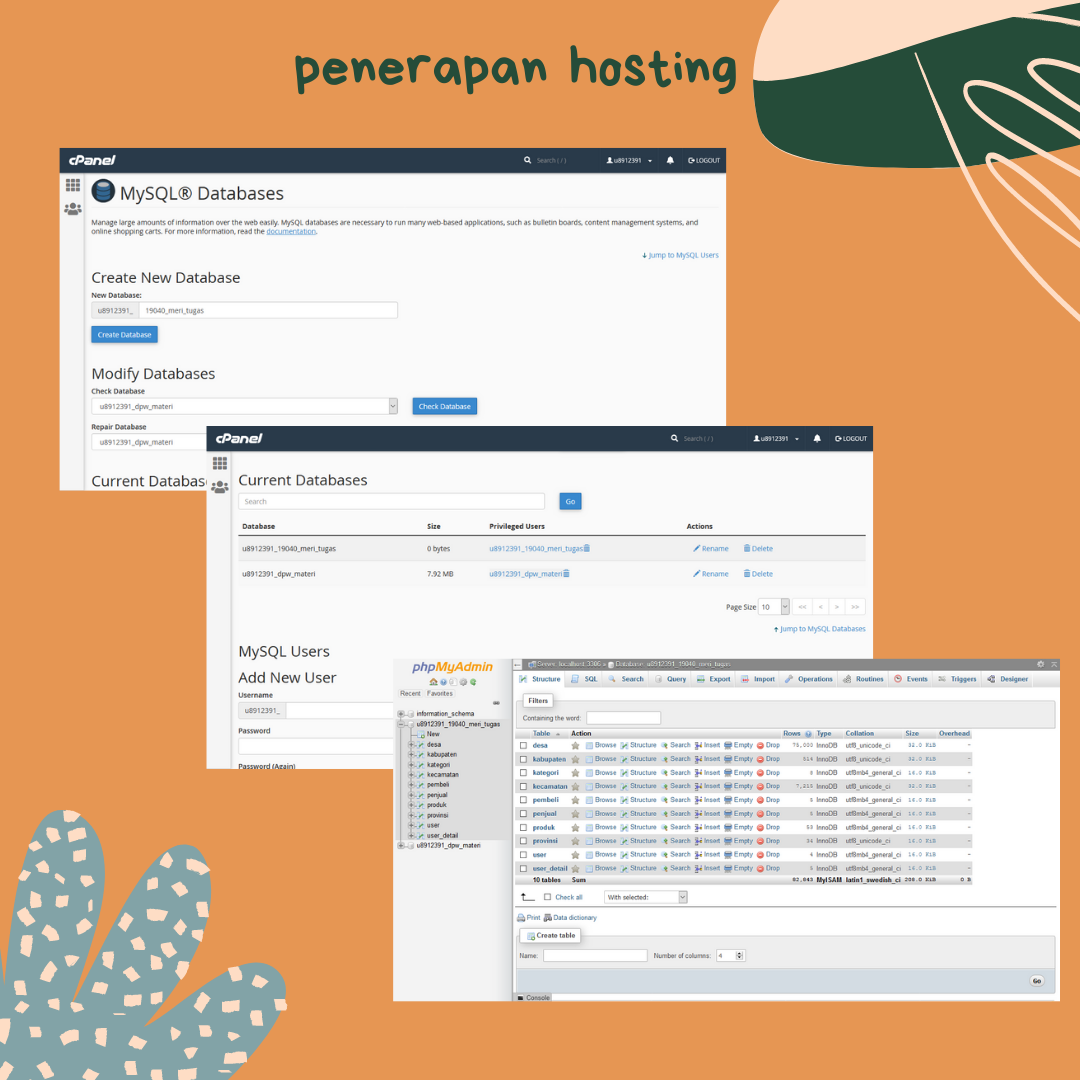 penerapan hosting
cPanel
Search ( / )
u8912391
LOGOUT
MySQL® Databases
Manage large amounts of information over the web easily. MySQL databases are necessary to run many web-based applications, such as bulletin boards, content management systems, and
online shopping carts. For more information, read the documentation.
Jump to MySQL Users
Create New Database
New Database:
u8912391_ 19040_meri_tugas
Create Database
Modify Databases
Check Database
u8912391_dpw_materi Check Database
Repair Database
u8912391_dpw_materi
Current Databas
cPanel
Search ( / )
u8912391
LOGOUT
Current Databases
Search Go
Database Size Privileged Users Actions
u8912391_19040_meri_tugas 0 bytes u8912391_19040_meri_tugas Rename Delete
u8912391_dpw_materi 7.92 MB u8912391_dpw_materi Rename Delete
Page Size 10 << < > >>
Jump to MySQL Databases
MySQL Users
Add New User
Username
u8912391_
Password
Password (Again)
phpMyAdmin
Recent Favorites
information_schema
u8912391_19040_meri_tugas
New
desa
kabupaten
kategori
kecamatan
pembeli
penjual
produk
provinsi
user
user_detail
u8912391_dpw_materi
Server: localhost:3306 » Database: u8912391_19040_meri_tugas
Structure SQL Search Query Export Import Operations Routines Events Triggers Designer
Filters
Containing the word:
Table Action Rows Type Collation Size Overhead
desa Browse Structure Search Insert Empty Drop InnoDB utf8_unicode_ci 32.0 KiB -
kabupaten Browse Structure Search Insert Empty Drop 514 InnoDB utf8_unicode_ci 32.0 KiB -
kategori Browse Structure Search Insert Empty Drop InnoDB utf8mb4_general_ci 16.0 KiB -
kecamatan Browse Structure Search Insert Empty Drop InnoDB utf8_unicode_ci 32.0 KiB -
pembeli Browse Structure Search Insert Empty Drop InnoDB utf8mb4_general_ci 16.0 KiB -
penjual Browse Structure Search Insert Empty Drop InnoDB utf8mb4_general_ci 16.0 KiB -
produk Browse Structure Search Insert Empty Drop InnoDB utf8mb4_general_ci 16.0 KiB -
provinsi Browse Structure Search Insert Empty Drop 34 InnoDB utf8_unicode_ci 16.0 KiB -
user Browse Structure Search Insert Empty Drop InnoDB utf8mb4_general_ci 16.0 KiB -
user_detail Browse Structure Search Insert Empty Drop InnoDB utf8mb4_general_ci 16.0 KiB -
10 tables Sum MyISAM latin1_swedish_ci 208.0 KiB 0 B
Check all With selected:
Print Data dictionary
Create table
Name: Number of columns: 4
Go
Console